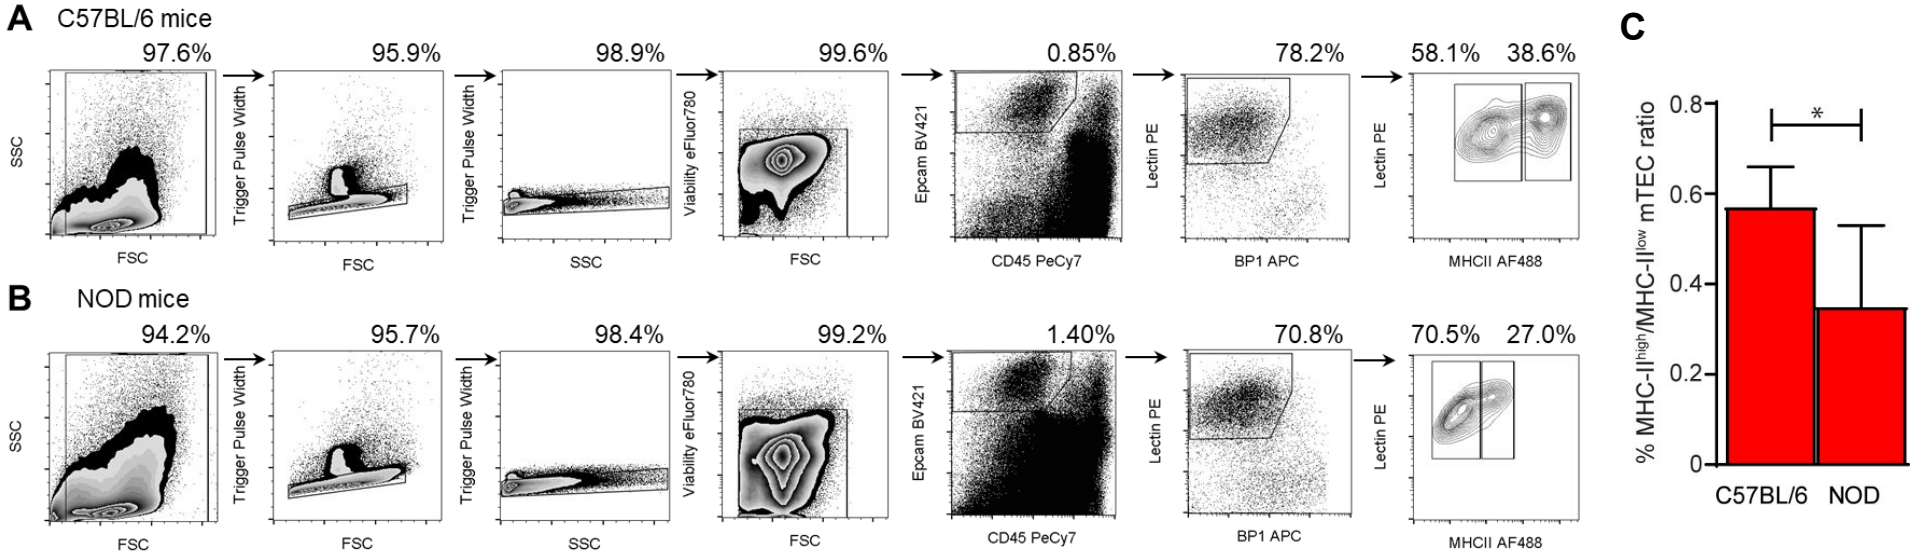 A C57BL/6 mice
97.6% 95.9% 98.9% 99.6% 0.85% 78.2% 58.1% 38.6%
SSC
Trigger Pulse Width
Trigger Pulse Width
Viability eFluor780
Epcam BV421
Lectin PE
Lectin PE
FSC FSC SSC FSC CD45 PeCy7 BP1 APC MHCII AF488
B NOD mice
94.2% 95.7% 98.4% 99.2% 1.40% 70.8% 70.5% 27.0%
SSC
Trigger Pulse Width
Trigger Pulse Width
Viability eFluor780
Epcam BV421
Lectin PE
Lectin PE
FSC FSC SSC FSC CD45 PeCy7 BP1 APC MHCII AF488
C
% MHC-IIhigh/MHC-IIlow mTEC ratio
0.8
0.6
0.4
0.2
0
*
C57BL/6 NOD